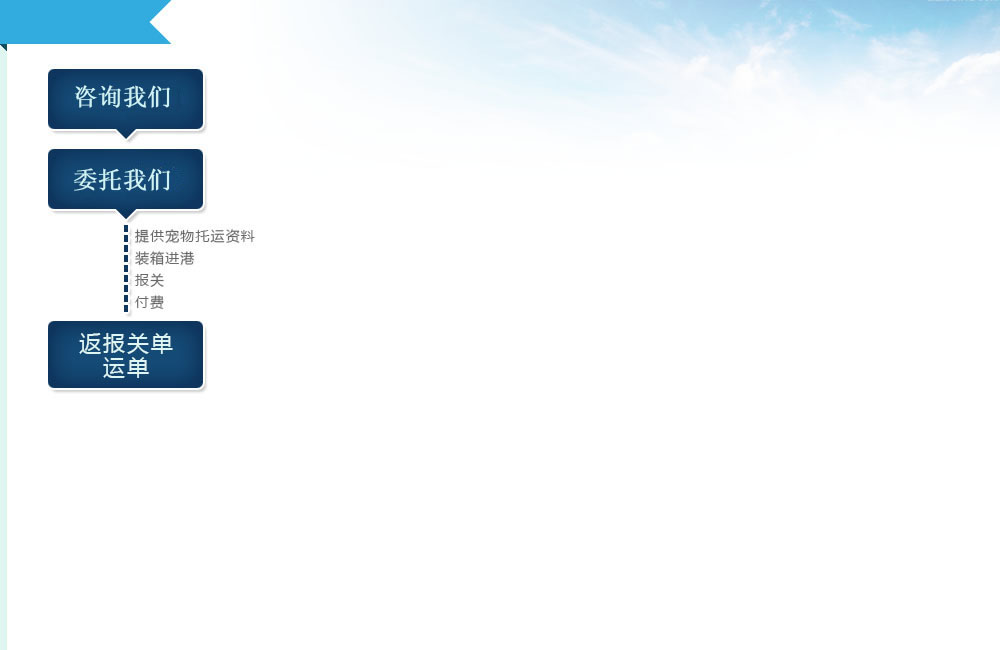 咨询我们
委托我们
提供宠物托运资料
装箱进港
报关
付费
返报关单
运单